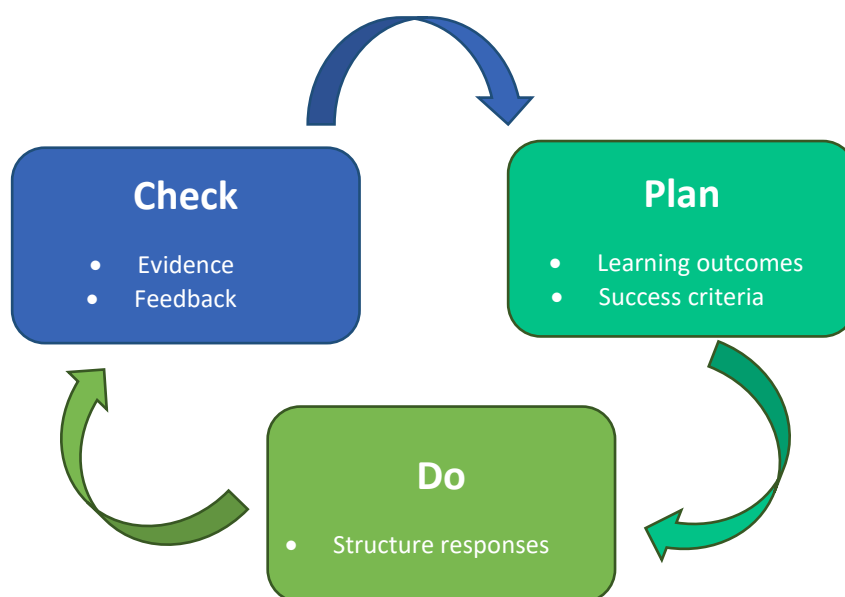 Check
• Evidence
• Feedback
Plan
• Learning outcomes
• Success criteria
Do
• Structure responses